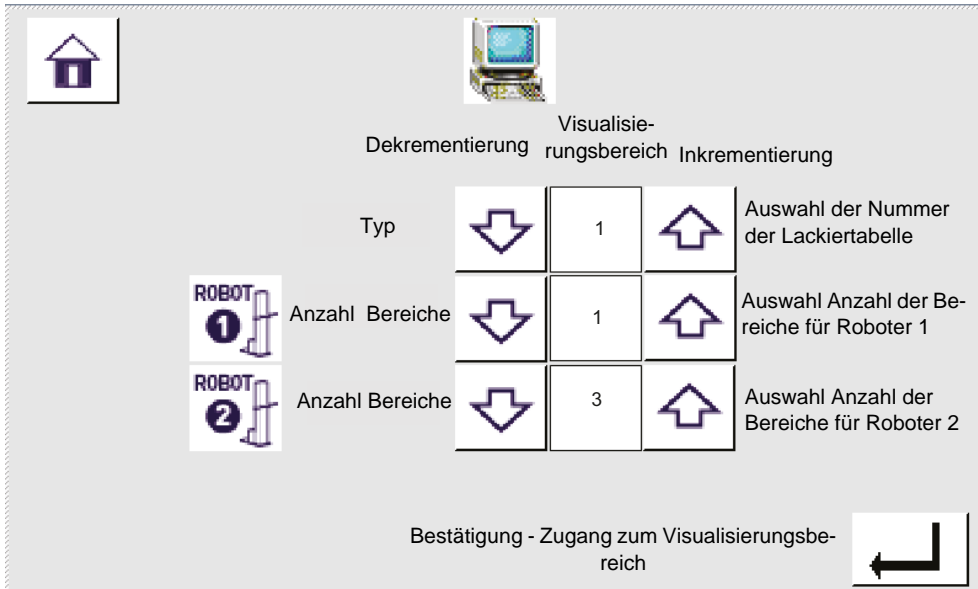 Visualisie-
Dekrementierung rungsbereich Inkrementierung
Typ 1 Auswahl der Nummer
der Lackiertabelle
ROBOT
1 Anzahl Bereiche 1 Auswahl Anzahl der Be-
reiche für Roboter 1
ROBOT
2 Anzahl Bereiche 3 Auswahl Anzahl der
Bereiche für Roboter 2
Bestätigung - Zugang zum Visualisierungsbe-
reich